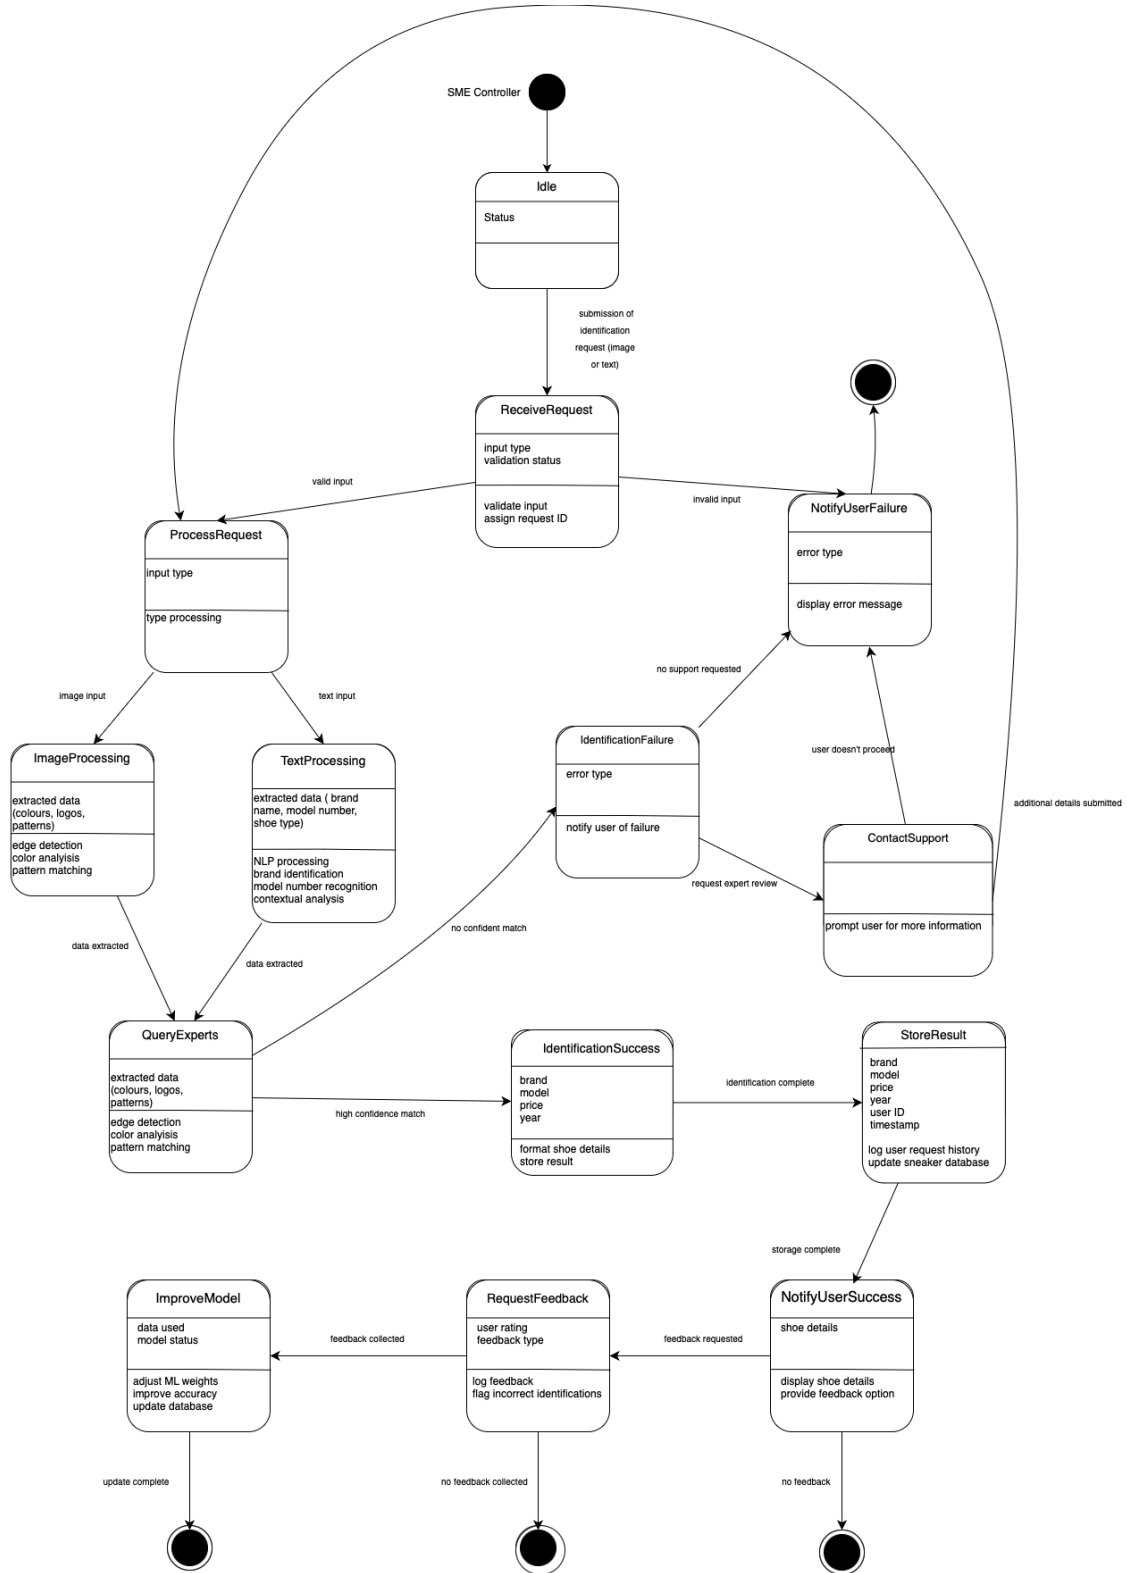 SME Controller
Idle
Status
submission of
identification
request (image
or text)
ReceiveRequest
input type
validation status
validate input
assign request ID
valid input
invalid input
NotifyUserFailure
error type
display error message
ProcessRequest
input type
type processing
image input
text input
no support requested
ImageProcessing
extracted data
(colours, logos,
patterns)
edge detection
color analyisis
pattern matching
TextProcessing
extracted data ( brand
name, model number,
shoe type)
NLP processing
brand identification
model number recognition
contextual analysis
IdentificationFailure
error type
notify user of failure
user doesn't proceed
additional details submitted
ContactSupport
prompt user for more information
request expert review
no confident match
data extracted
data extracted
QueryExperts
extracted data
(colours, logos,
patterns)
edge detection
color analyisis
pattern matching
high confidence match
IdentificationSuccess
brand
model
price
year
format shoe details
store result
identification complete
StoreResult
brand
model
price
year
user ID
timestamp
log user request history
update sneaker database
storage complete
ImproveModel
data used
model status
adjust ML weights
improve accuracy
update database
feedback collected
RequestFeedback
user rating
feedback type
log feedback
flag incorrect identifications
feedback requested
NotifyUserSuccess
shoe details
display shoe details
provide feedback option
update complete
no feedback collected
no feedback